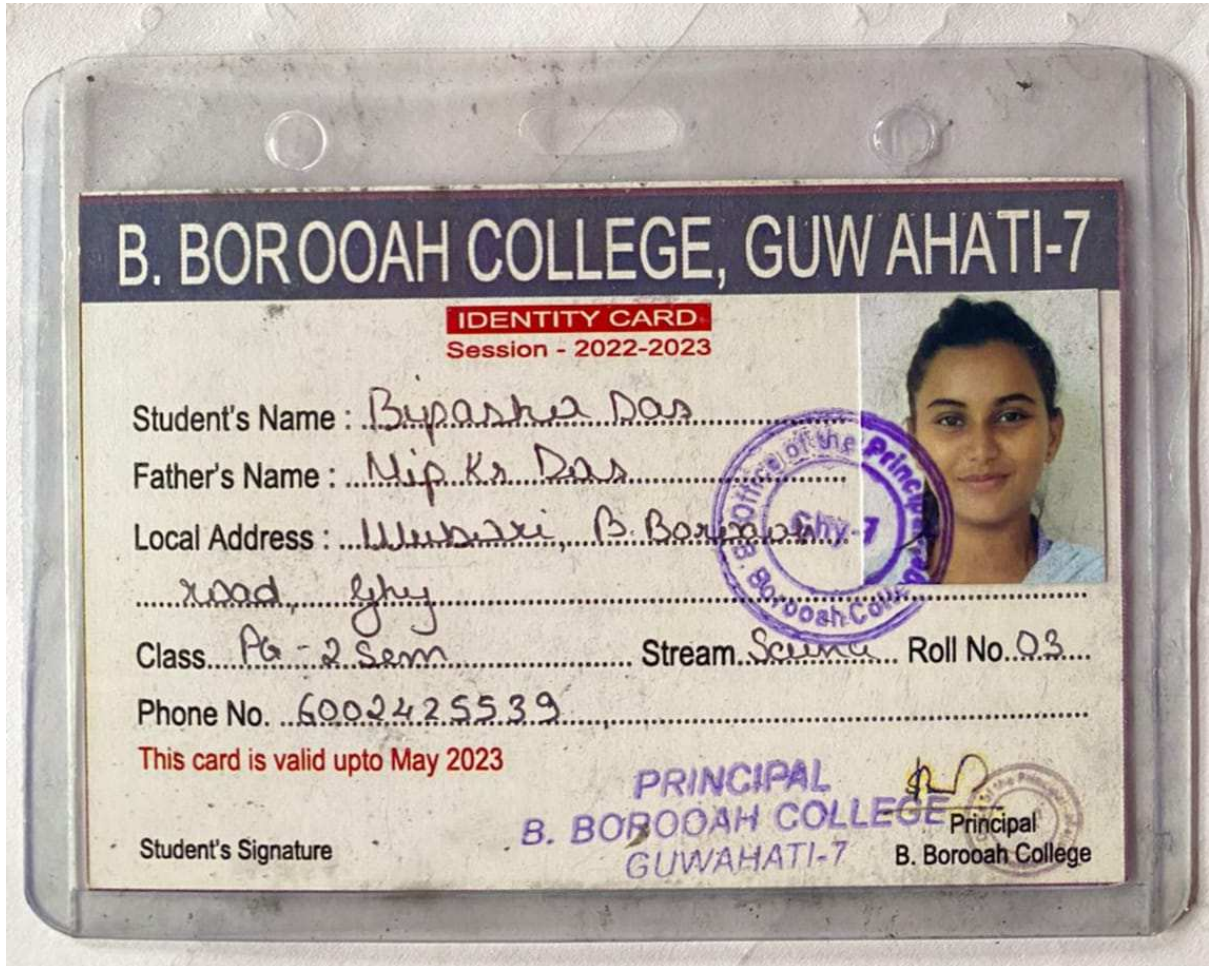 B. BOROOAH COLLEGE, GUWAHATI-7
IDENTITY CARD
Session - 2022-2023
Student's Name : Bipasha Das
Father's Name : Nip Kr Das
Local Address : Ulubari, B. Borooah
road, Ghy
Class PG - 2 Sem Stream Science Roll No. 03
Phone No. 6002425539
This card is valid upto May 2023
Office of the Principal
Ghy-7
B. Borooah College
PRINCIPAL
B. BOROOAH COLLEGE
GUWAHATI-7
Student's Signature
Principal
B. Borooah College